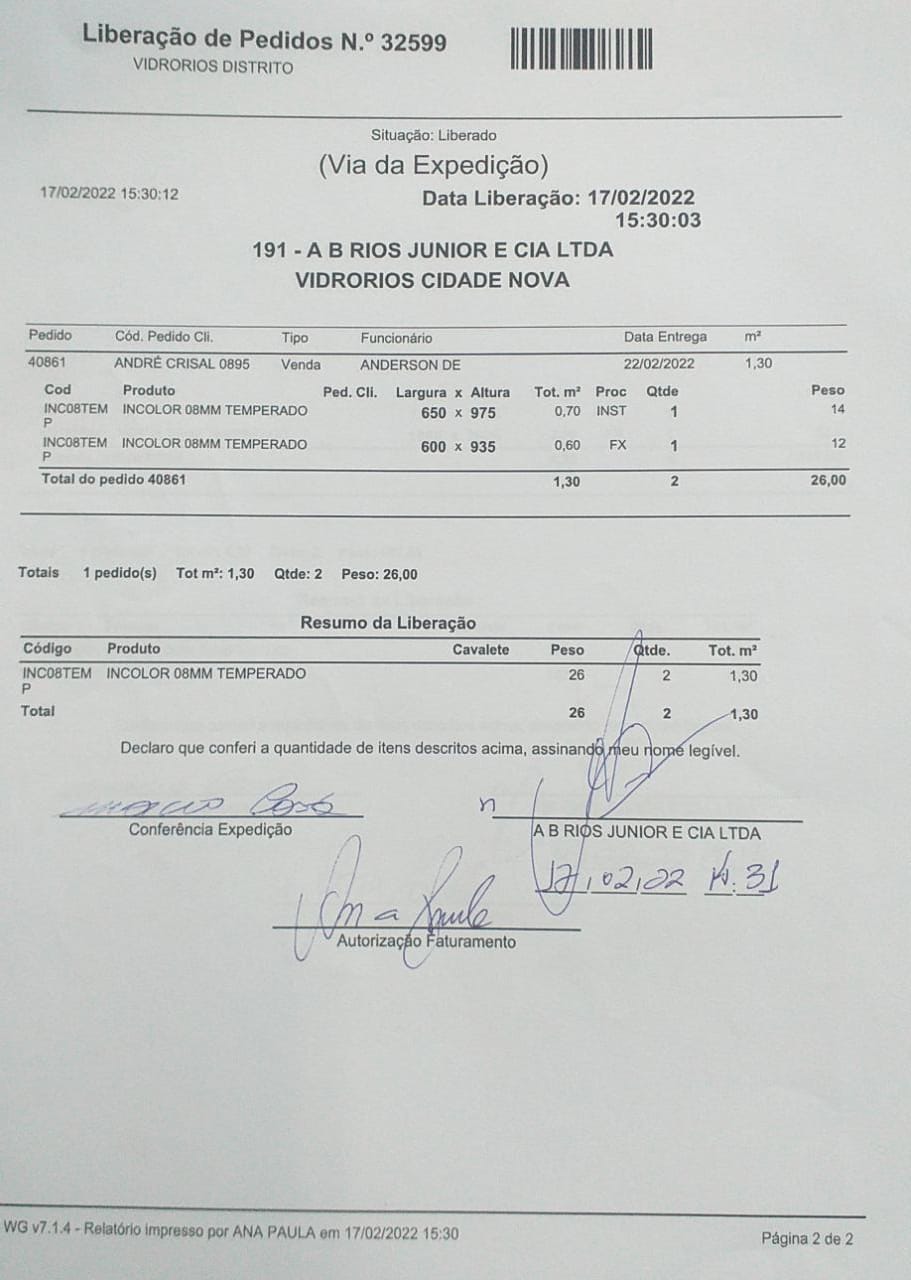 Liberação de Pedidos N.º 32599
VIDRORIOS DISTRITO
Situação: Liberado
(Via da Expedição)
17/02/2022 15:30:12
Data Liberação: 17/02/2022
15:30:03
191 - A B RIOS JUNIOR E CIA LTDA
VIDRORIOS CIDADE NOVA
Pedido Cód. Pedido Cli. Tipo Funcionário Data Entrega m²
40861 ANDRÉ CRISAL 0895 Venda ANDERSON DE 22/02/2022 1,30
Cod Produto Ped. Cli. Largura x Altura Tot. m² Proc Qtde Peso
INC08TEM INCOLOR 08MM TEMPERADO 650 x 975 0,70 INST 1 14
P
INC08TEM INCOLOR 08MM TEMPERADO 600 x 935 0,60 FX 1 12
P
Total do pedido 40861 1,30 2 26,00
Totais 1 pedido(s) Tot m²: 1,30 Qtde: 2 Peso: 26,00
Resumo da Liberação
Código Produto Cavalete Peso Qtde. Tot. m²
INC08TEM INCOLOR 08MM TEMPERADO 26 2 1,30
P
Total 26 2 1,30
Declaro que conferi a quantidade de itens descritos acima, assinando meu nome legível.
Conferência Expedição
A B RIOS JUNIOR E CIA LTDA
17,02,22 : 31
Ana Paula
Autorização Faturamento
WG v7.1.4 - Relatório impresso por ANA PAULA em 17/02/2022 15:30
Página 2 de 2